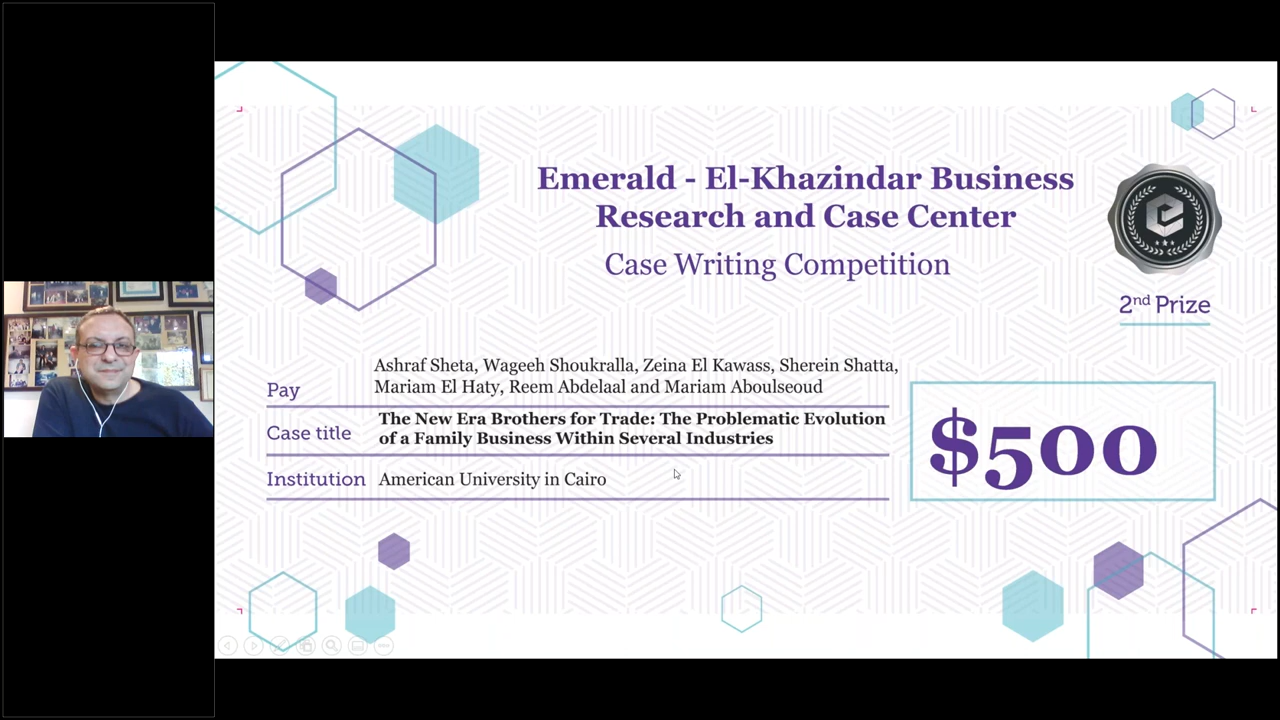 Emerald - El-Khazindar Business
Research and Case Center
Case Writing Competition
2nd Prize
Pay
Ashraf Sheta, Wageeh Shoukralla, Zeina El Kawass, Sherein Shatta,
Mariam El Haty, Reem Abdelaal and Mariam Aboulseoud
Case title
The New Era Brothers for Trade: The Problematic Evolution
of a Family Business Within Several Industries
Institution
American University in Cairo
$500